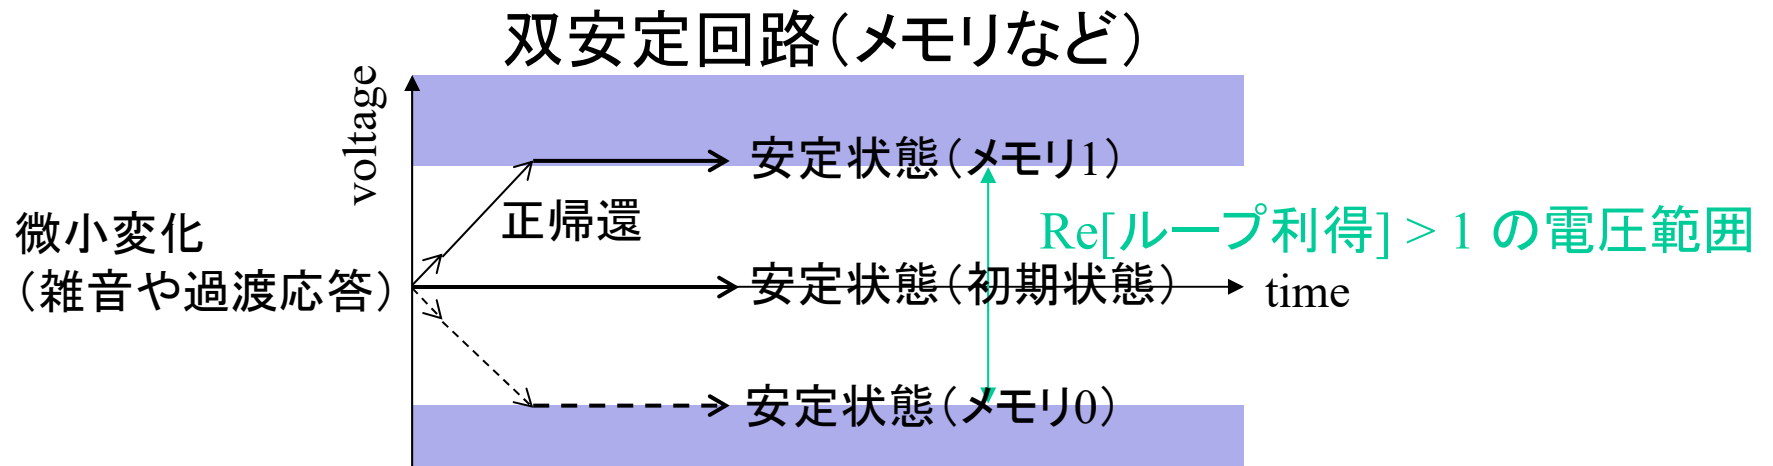 双安定回路(メモリなど)
voltage
安定状態(メモリ1)
正帰還
微小変化
(雑音や過渡応答)
Re[ループ利得] > 1 の電圧範囲
安定状態(初期状態)
time
安定状態(メモリ0)